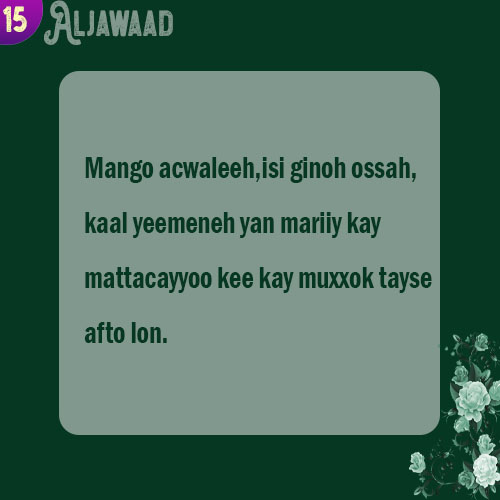 15 ALJAWAAD
Mango acwaleeh,isi ginoh ossah,
kaal yeemeneh yan mariiy kay
mattacayyoo kee kay muxxok tayse
afto lon.